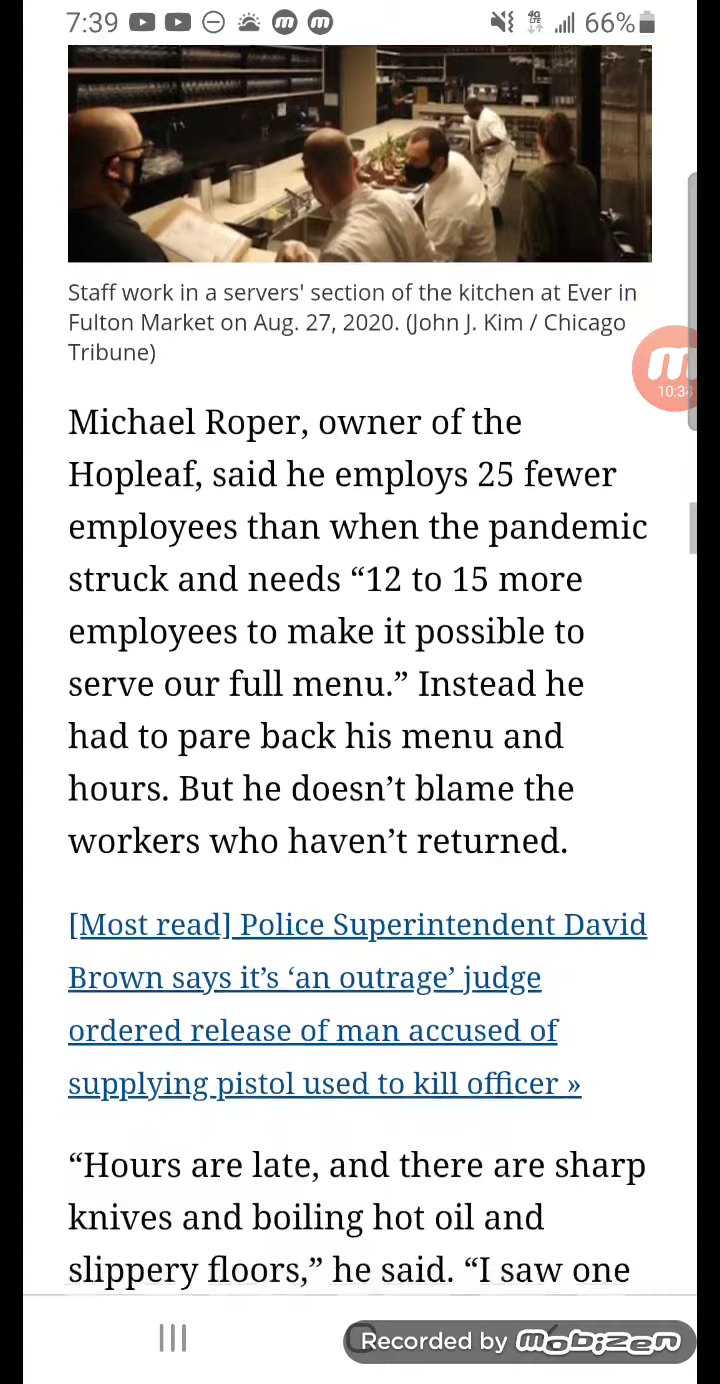 7:39 66%
4G
LTE
Staff work in a servers' section of the kitchen at Ever in
Fulton Market on Aug. 27, 2020. (John J. Kim / Chicago
Tribune)
m
10:34
Michael Roper, owner of the
Hopleaf, said he employs 25 fewer
employees than when the pandemic
struck and needs “12 to 15 more
employees to make it possible to
serve our full menu.” Instead he
had to pare back his menu and
hours. But he doesn’t blame the
workers who haven’t returned.
[Most read] Police Superintendent David
Brown says it’s ‘an outrage’ judge
ordered release of man accused of
supplying pistol used to kill officer »
“Hours are late, and there are sharp
knives and boiling hot oil and
slippery floors,” he said. “I saw one
Recorded by mobizen